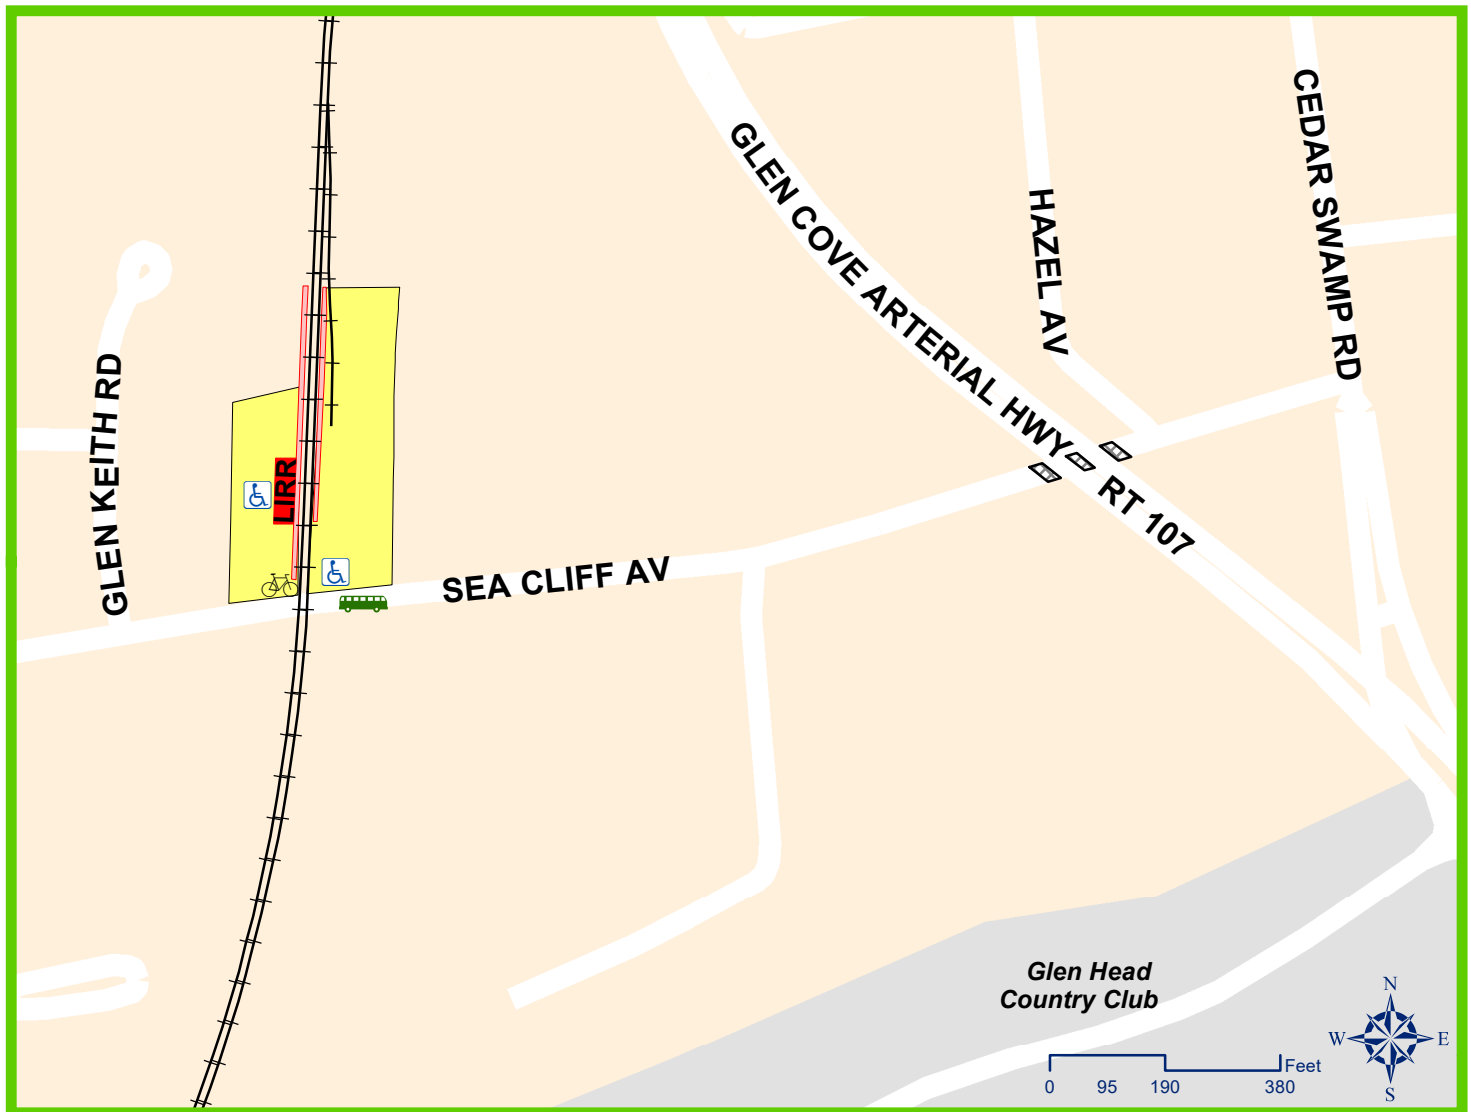 GLEN COVE ARTERIAL HWY
RT 107
HAZEL AV
CEDAR SWAMP RD
GLEN KEITH RD
LIRR
SEA CLIFF AV
Glen Head
Country Club
N
W E
S
Feet
0 95 190 380